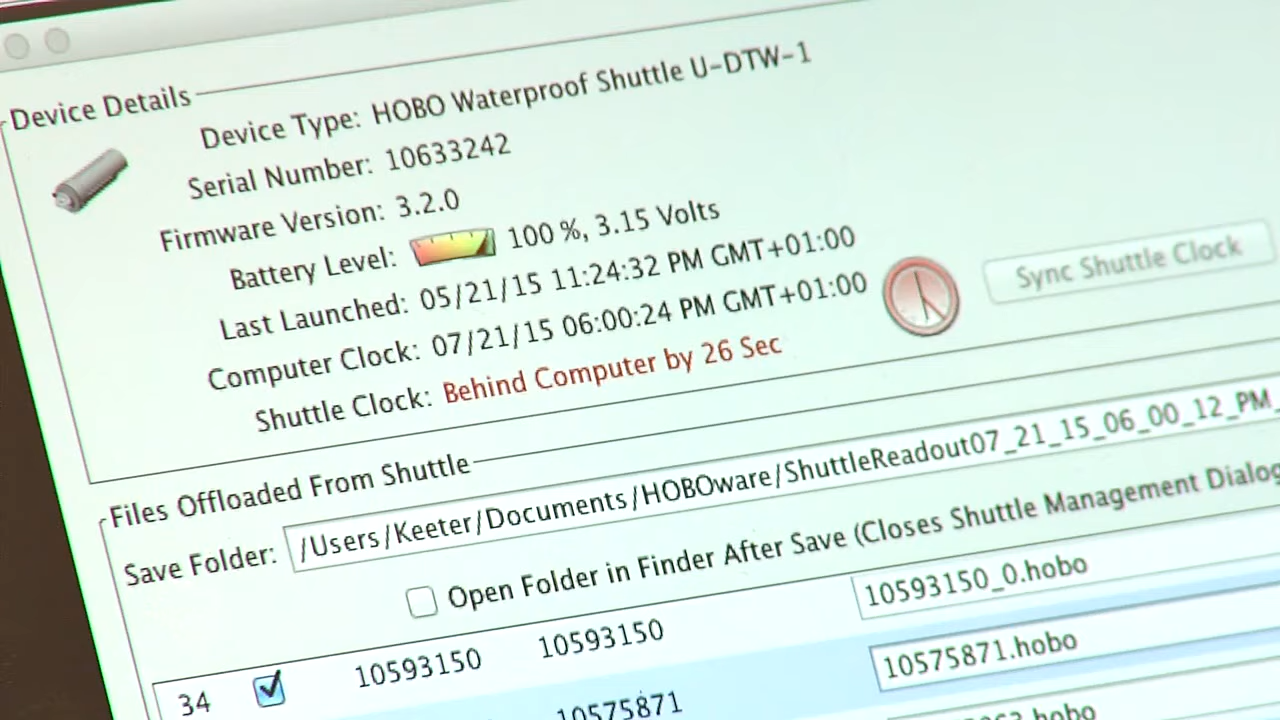 Device Details
Device Type: HOBO Waterproof Shuttle U-DTW-1
Serial Number: 10633242
Firmware Version: 3.2.0
Battery Level: 100 %, 3.15 Volts
Last Launched: 05/21/15 11:24:32 PM GMT+01:00
Computer Clock: 07/21/15 06:00:24 PM GMT+01:00
Shuttle Clock: Behind Computer by 26 Sec
Sync Shuttle Clock
Files Offloaded From Shuttle
Save Folder: /Users/Keeter/Documents/HOBOware/ShuttleReadout07_21_15_06_00_12_PM_
Open Folder in Finder After Save (Closes Shuttle Management Dialog
34 10593150 10593150 10593150_0.hobo
10575871 10575871.hobo
.hobo